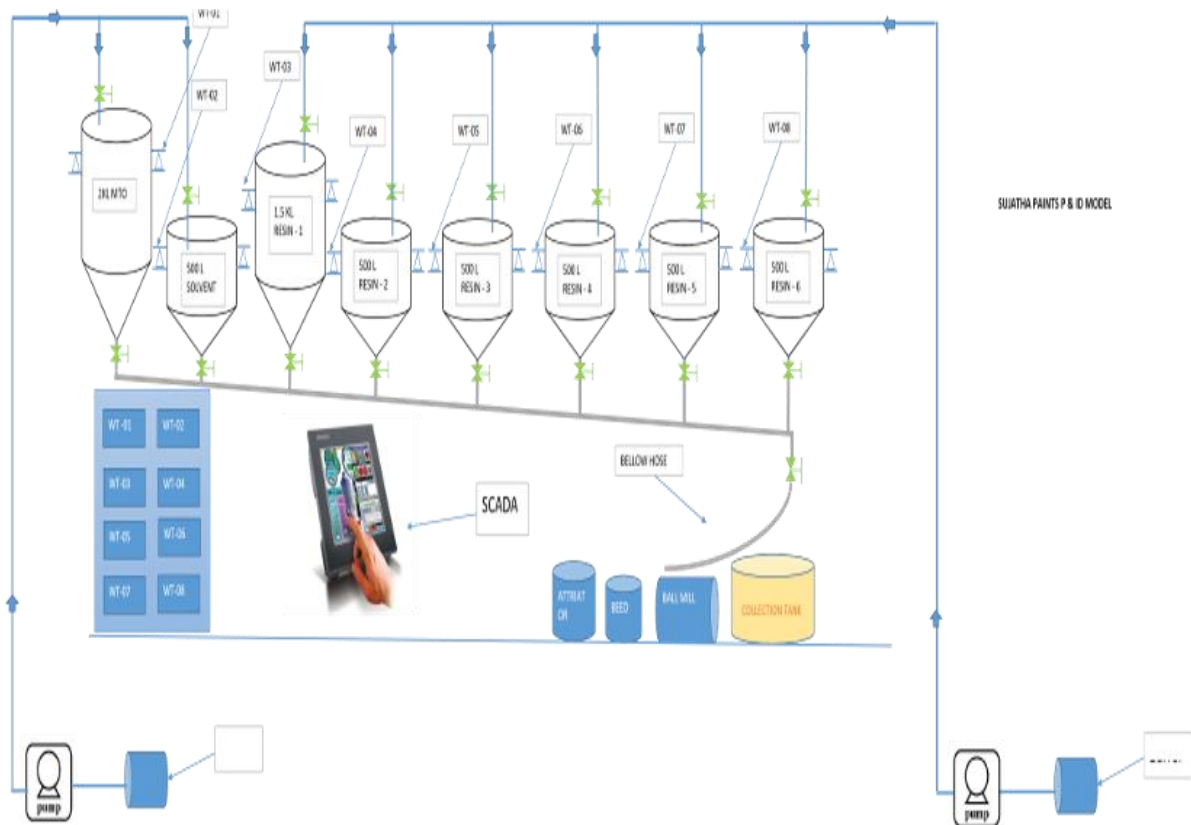 WT-01
WT-02
WT-03
WT-04
WT-05
WT-06
WT-07
WT-08
SUJATHA PAINTS P & ID MODEL
2KL MTO
500 L
SOLVENT
1.5 KL
RESIN - 1
500 L
RESIN - 2
500 L
RESIN - 3
500 L
RESIN - 4
500 L
RESIN - 5
500 L
RESIN - 6
WT-01
WT-02
WT-03
WT-04
WT-05
WT-06
WT-07
WT-08
SCADA
BELLOW HOSE
ATTRIAT
OR
BEED
BALL MILL
COLLECTION TANK
pump
pump